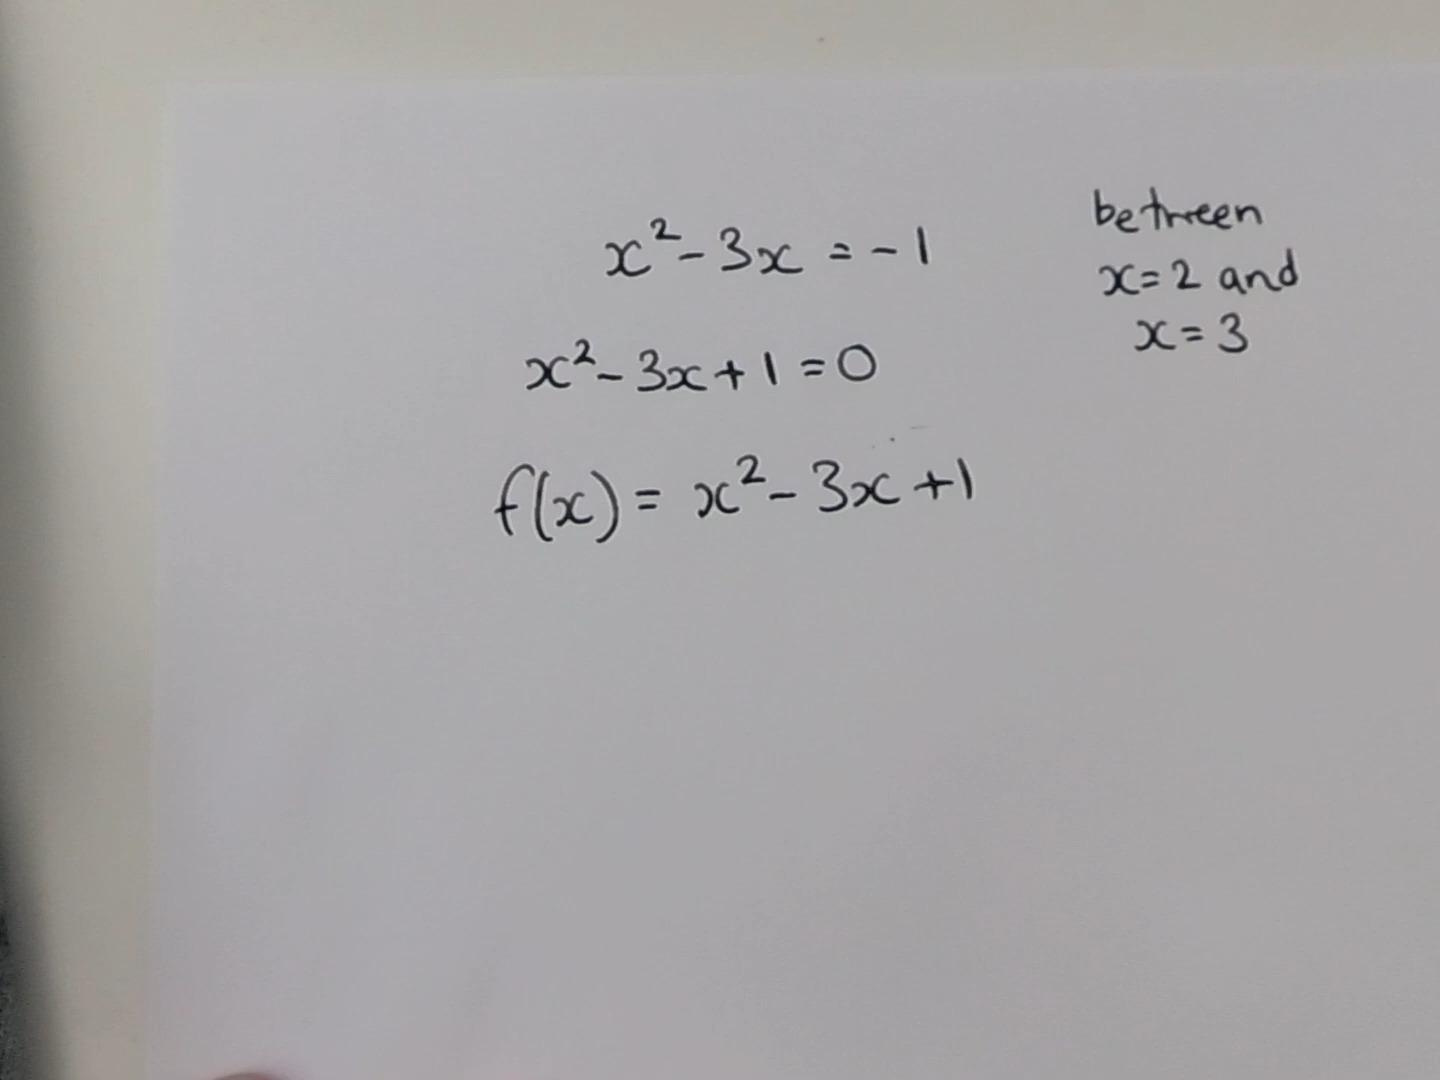 x² - 3x = -1
x² - 3x + 1 = 0
f(x) = x² - 3x + 1
between
x = 2 and
x = 3